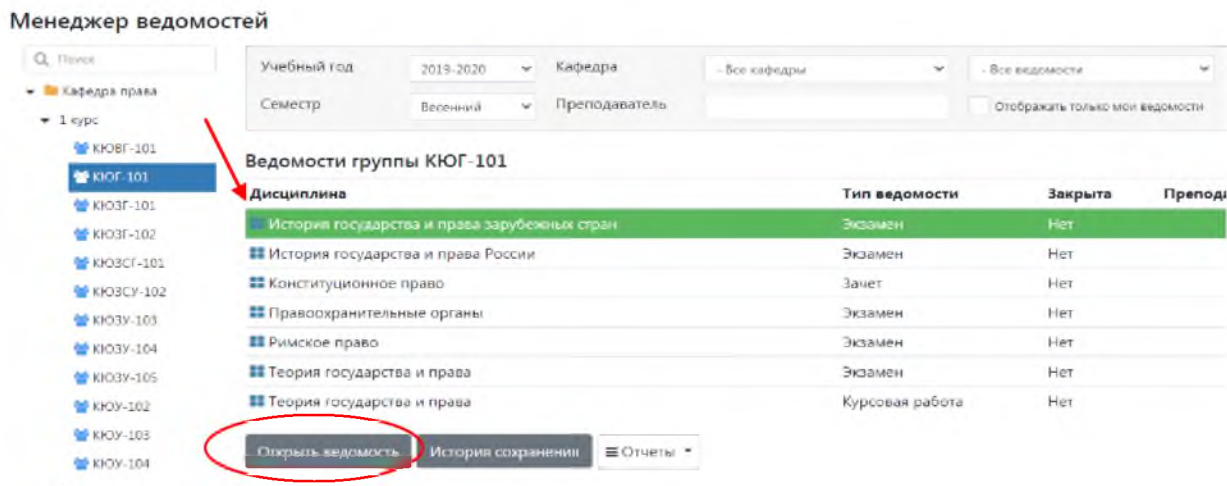 Менеджер ведомостей
Поиск
Кафедра права
1 курс
КЮВГ-101
КЮГ-101
КЮЗГ-101
КЮЗГ-102
КЮЗСГ-101
КЮЗСУ-102
КЮЗУ-103
КЮЗУ-104
КЮЗУ-105
КЮУ-102
КЮУ-103
КЮУ-104
Учебный год 2019-2020 Кафедра - Все кафедры - Все ведомости
Семестр Весенний Преподаватель Отображать только мои ведомости
Ведомости группы КЮГ-101
Дисциплина Тип ведомости Закрыта Препода
История государства и права зарубежных стран Экзамен Нет
История государства и права России Экзамен Нет
Конституционное право Зачет Нет
Правоохранительные органы Экзамен Нет
Римское право Экзамен Нет
Теория государства и права Экзамен Нет
Теория государства и права Курсовая работа Нет
Открыть ведомость История сохранения Отчеты